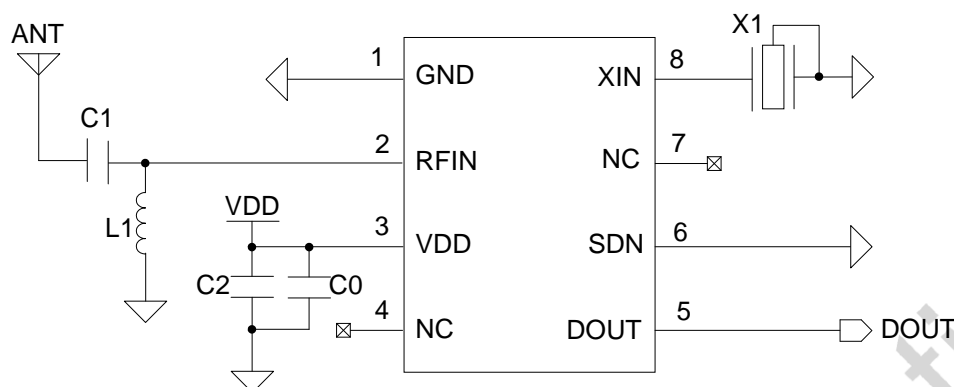 ANT
X1
1
GND
XIN
8
C1
2
RFIN
NC
7
L1
VDD
3
VDD
SDN
6
C2
C0
4
NC
DOUT
5
DOUT